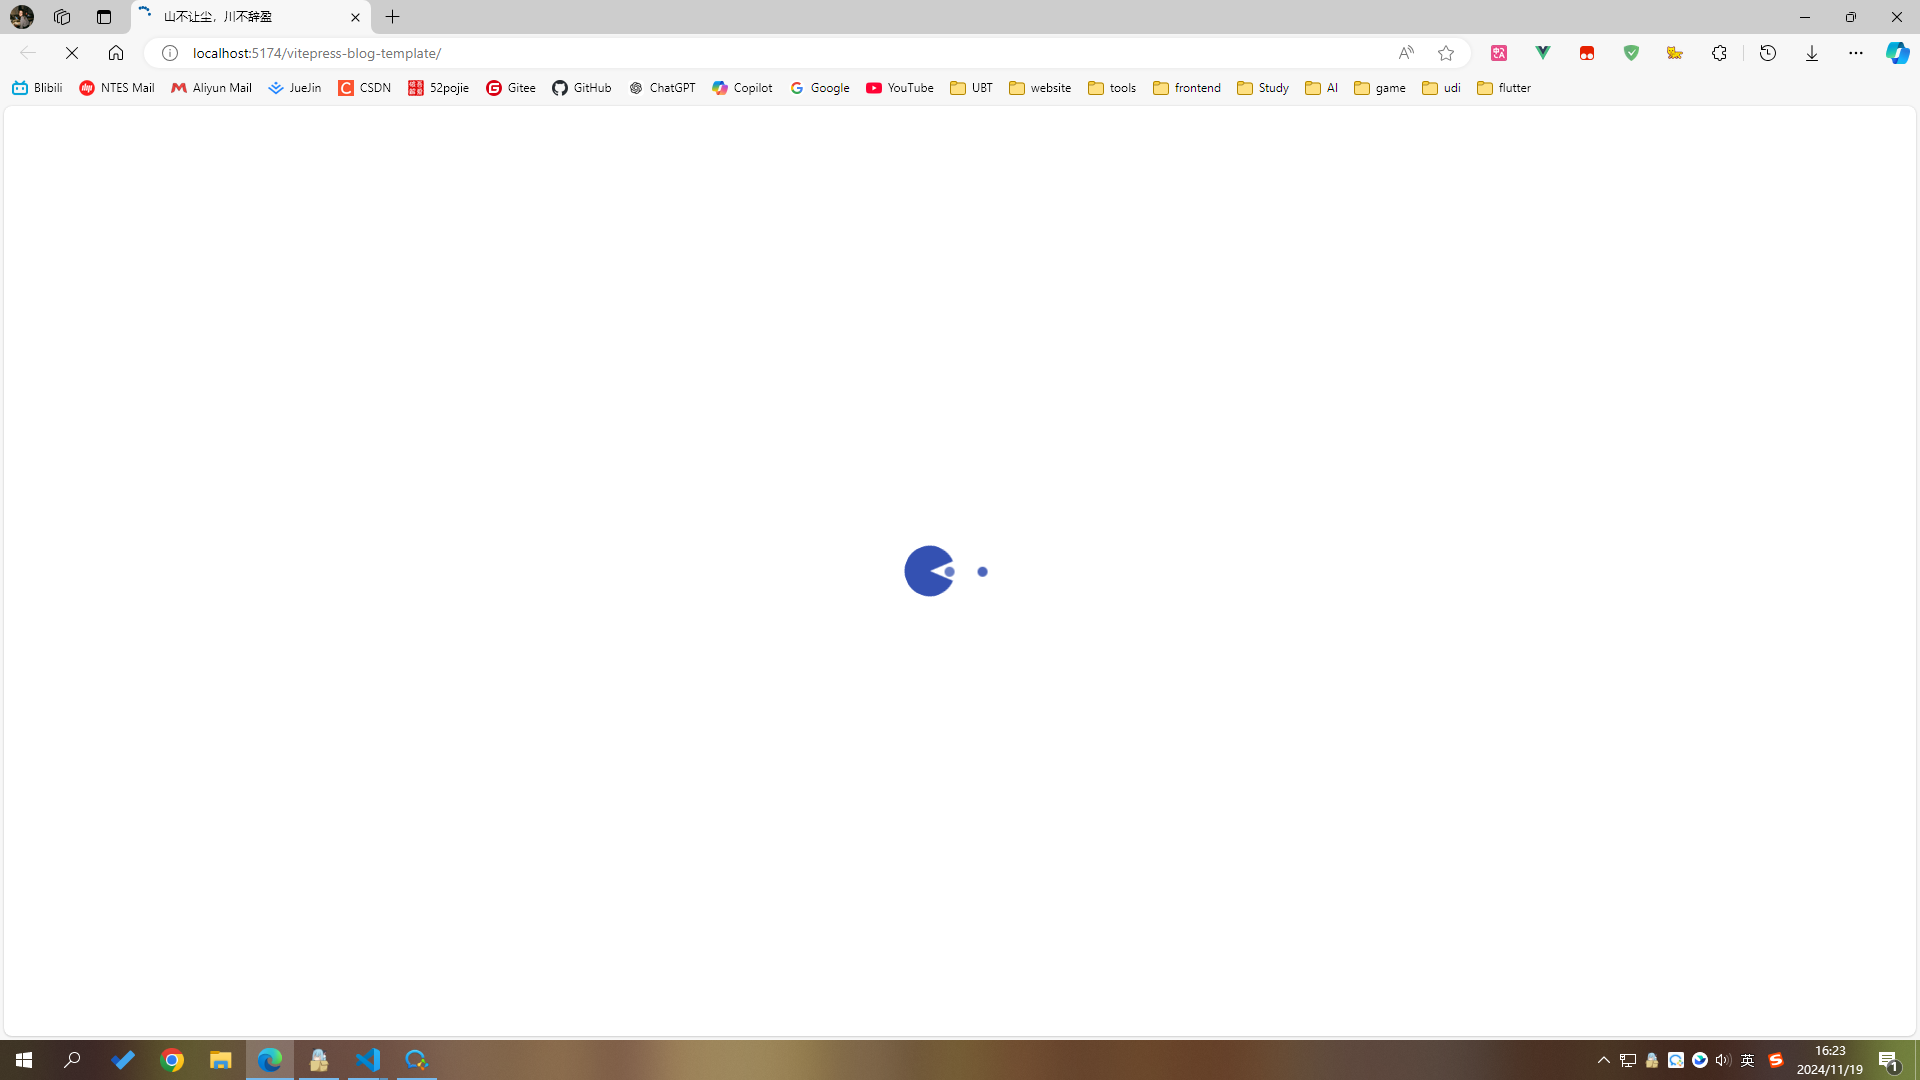 山不让尘，川不辞盈
localhost:5174/vitepress-blog-template/
Blibili NTES Mail Aliyun Mail JueJin CSDN 52pojie Gitee GitHub ChatGPT Copilot Google YouTube UBT website tools frontend Study AI game udi flutter
英 16:23
2024/11/19 1